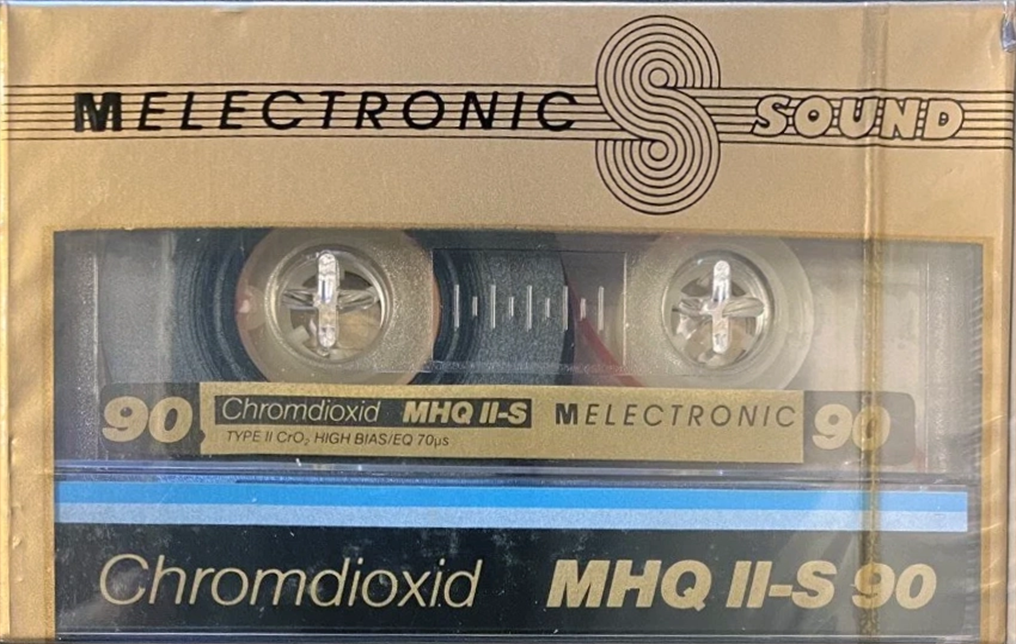 MELECTRONIC S SOUND
90 Chromdioxid MHQ II-S MELECTRONIC 90
TYPE II CrO₂ HIGH BIAS/EQ 70µs
Chromdioxid MHQ II-S 90